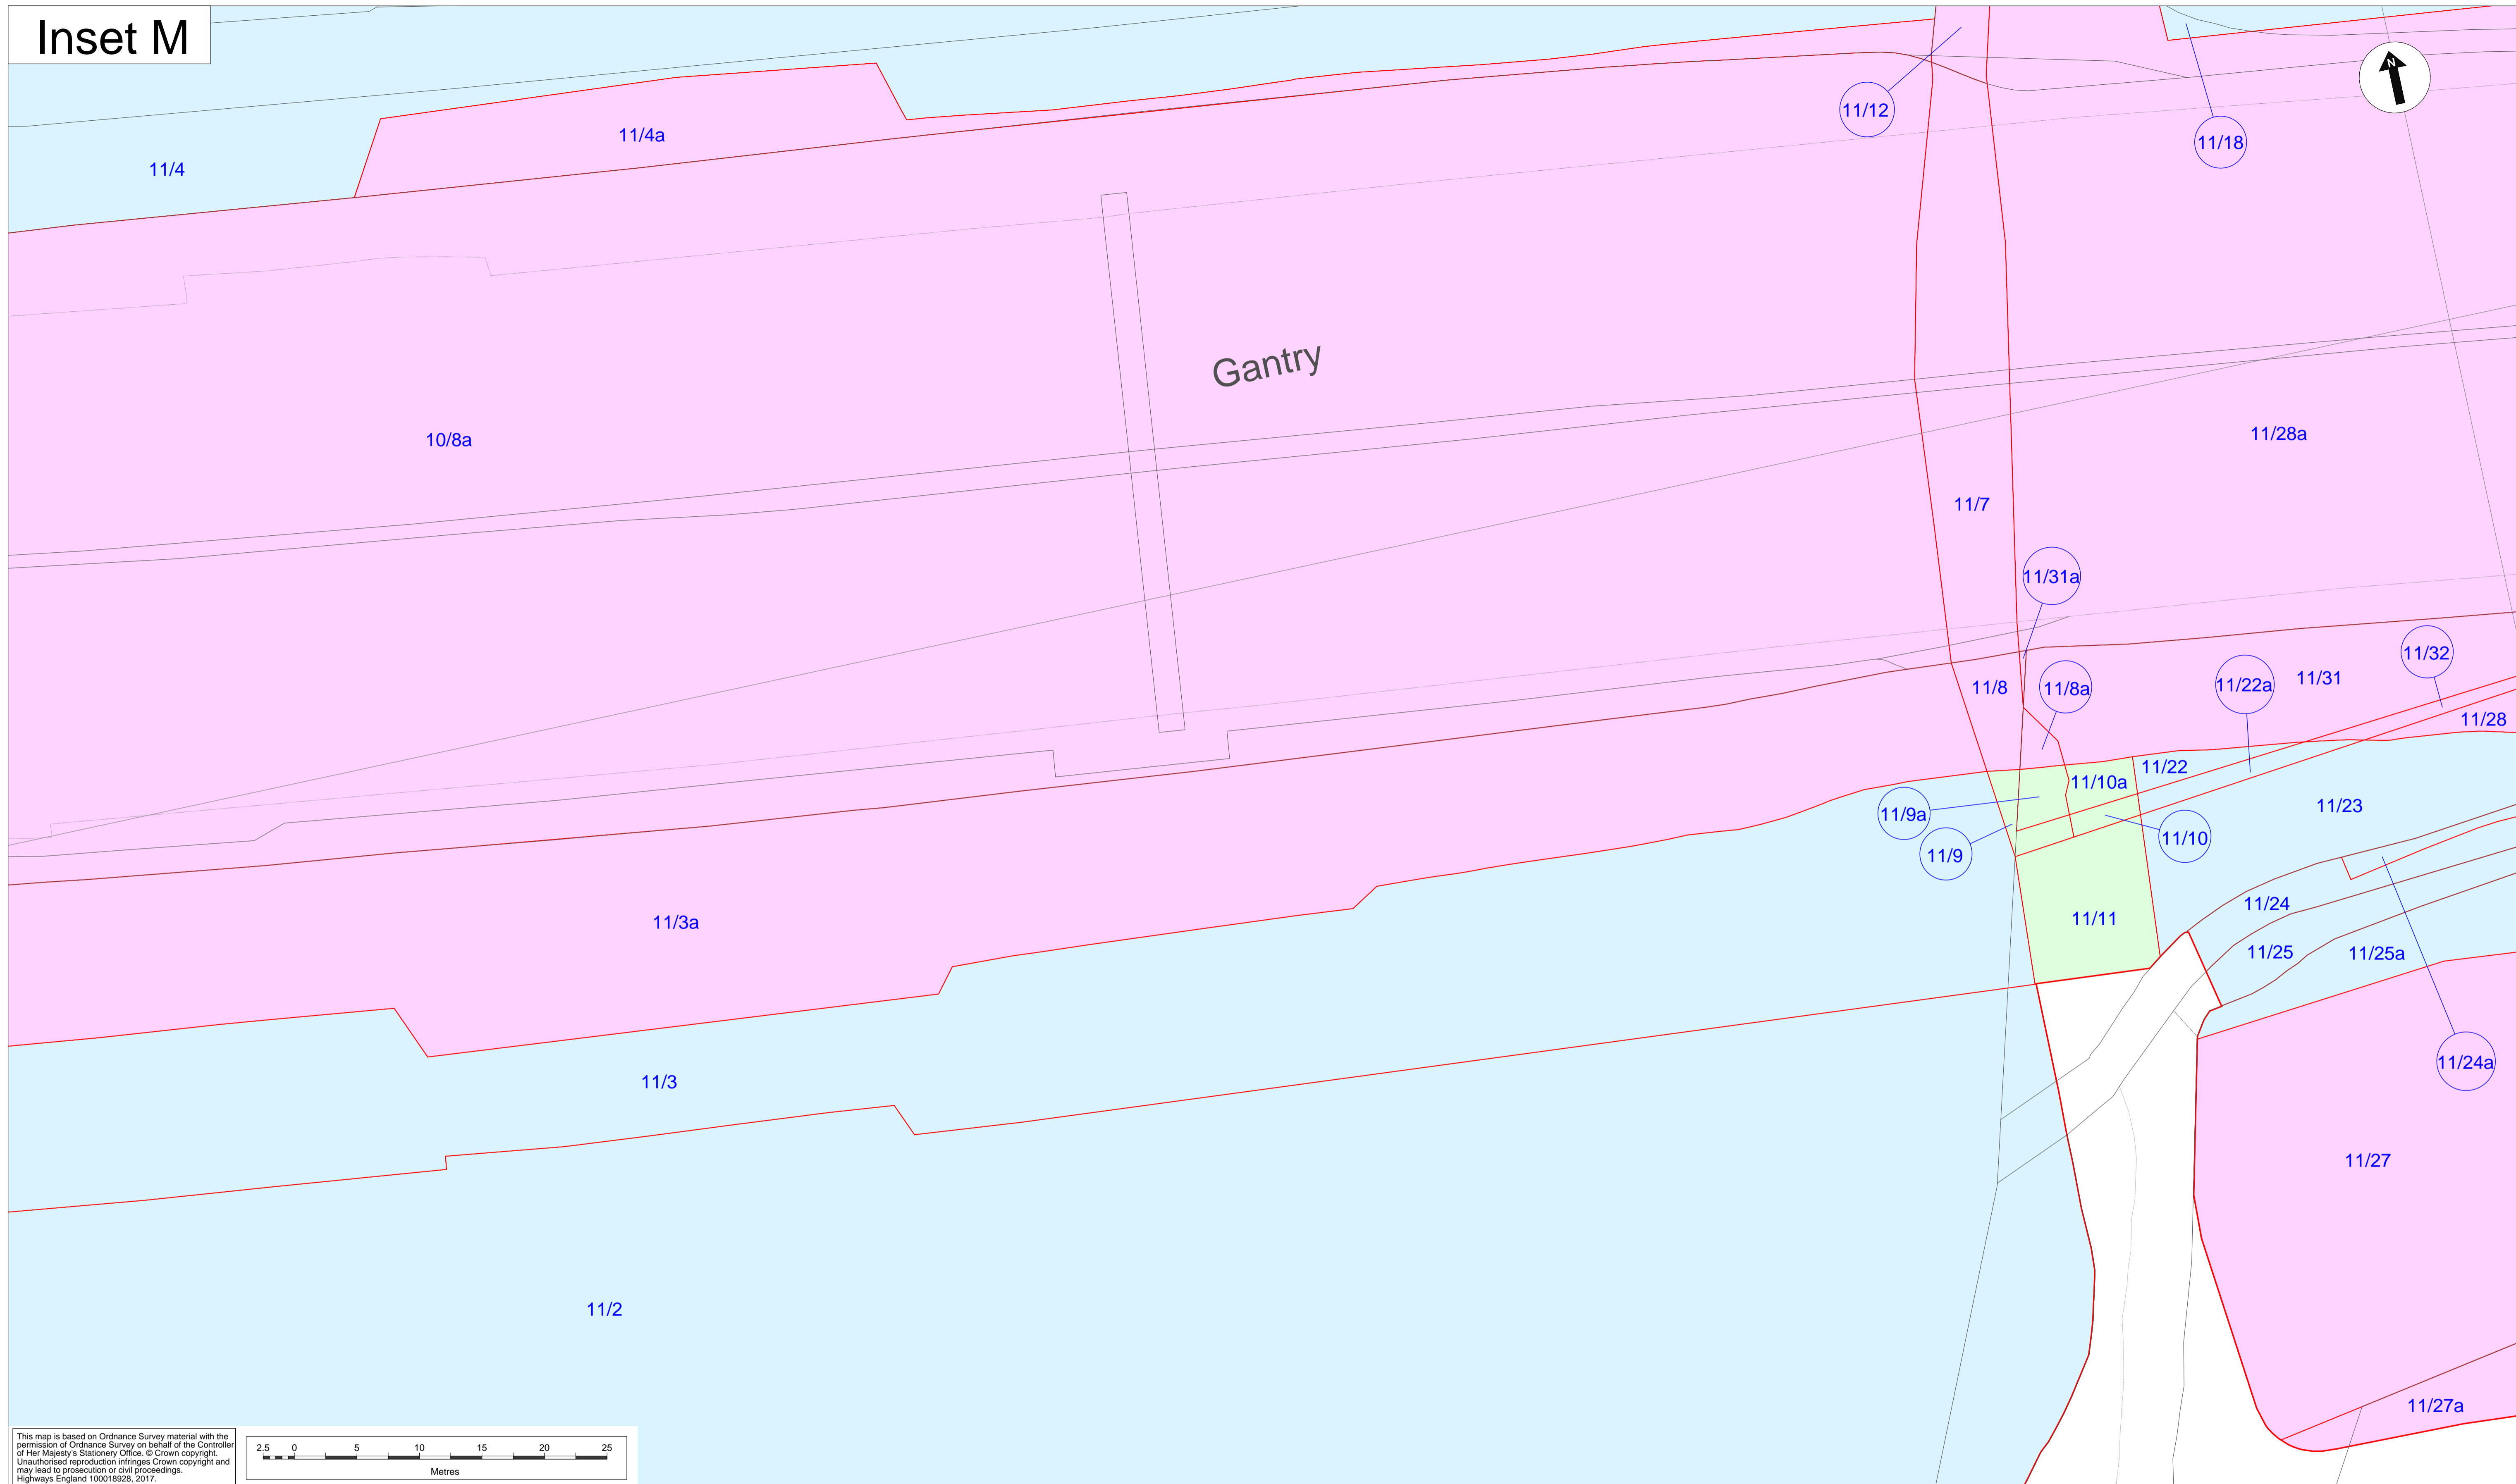 Inset M
N
11/12
11/18
11/4a
11/4
Gantry
10/8a
11/28a
11/7
11/31a
11/32
11/31
11/8
11/8a
11/22a
11/28
11/22
11/10a
11/23
11/9a
11/10
11/9
11/24
11/11
11/3a
11/25
11/25a
11/24a
11/3
11/27
11/2
11/27a
This map is based on Ordnance Survey material with the
permission of Ordnance Survey on behalf of the Controller
of Her Majesty's Stationery Office. © Crown copyright.
Unauthorised reproduction infringes Crown copyright and
may lead to prosecution or civil proceedings.
Highways England 100018928, 2017.
2.5 0 5 10 15 20 25
Metres